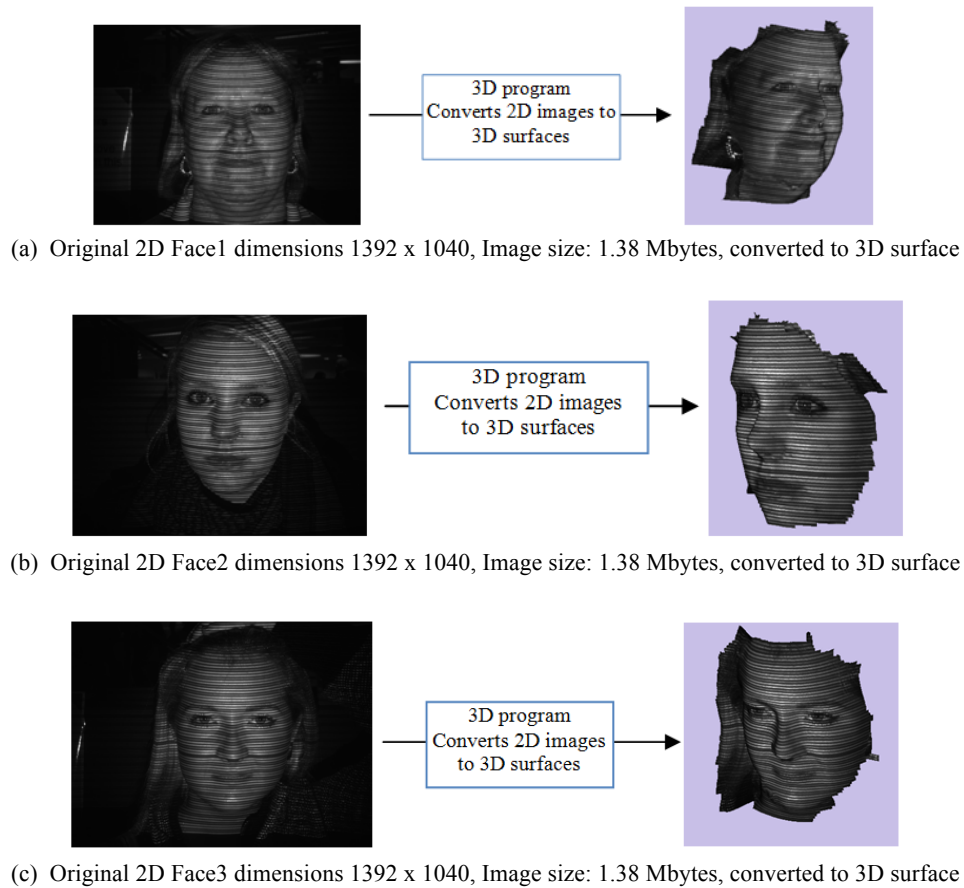 3D program
Converts 2D images to
3D surfaces
(a) Original 2D Face1 dimensions 1392 x 1040, Image size: 1.38 Mbytes, converted to 3D surface
3D program
Converts 2D images
to 3D surfaces
(b) Original 2D Face2 dimensions 1392 x 1040, Image size: 1.38 Mbytes, converted to 3D surface
3D program
Converts 2D images
to 3D surfaces
(c) Original 2D Face3 dimensions 1392 x 1040, Image size: 1.38 Mbytes, converted to 3D surface